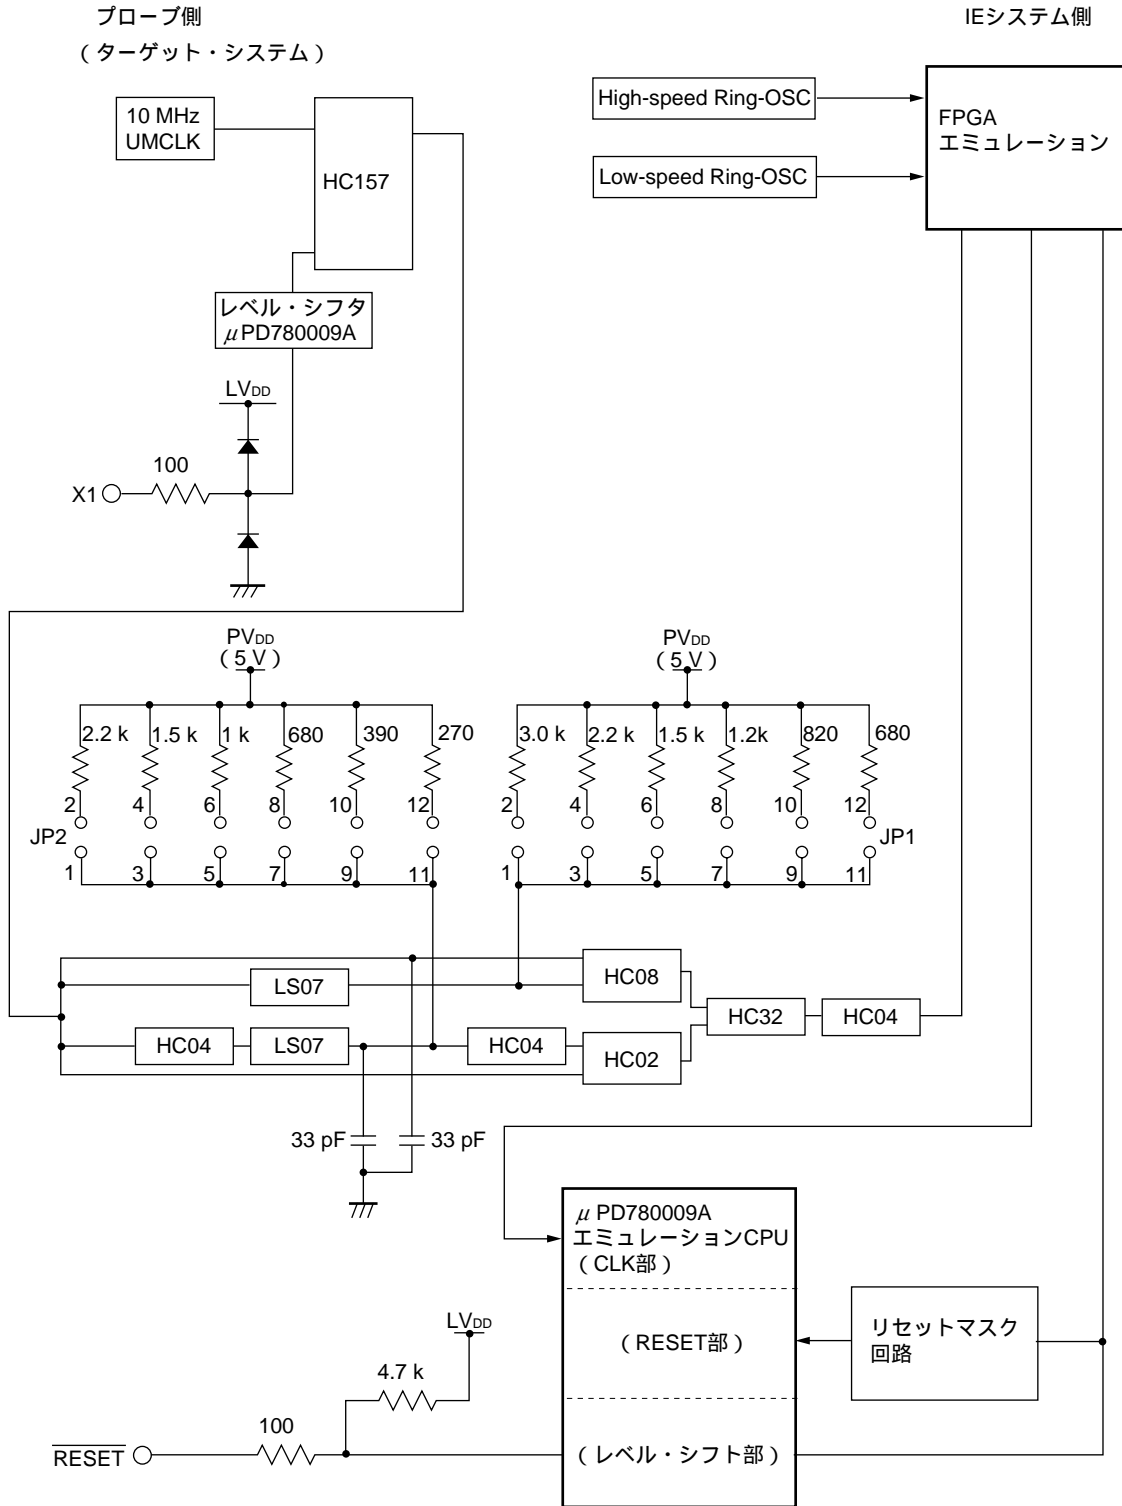 プローブ側
（ターゲット・システム）
IEシステム側
10 MHz
UMCLK
HC157
High-speed Ring-OSC
Low-speed Ring-OSC
FPGA
エミュレーション
レベル・シフタ
μPD780009A
LVDD
100
X1
PVDD
（5 V）
PVDD
（5 V）
2.2 k 1.5 k 1 k 680 390 270
3.0 k 2.2 k 1.5 k 1.2k 820 680
2 4 6 8 10 12
2 4 6 8 10 12
JP2
JP1
1 3 5 7 9 11
1 3 5 7 9 11
LS07
HC08
HC32
HC04
HC04
LS07
HC04
HC02
33 pF
33 pF
μPD780009A
エミュレーションCPU
（CLK部）
（RESET部）
リセットマスク
回路
LVDD
4.7 k
100
RESET
（レベル・シフト部）